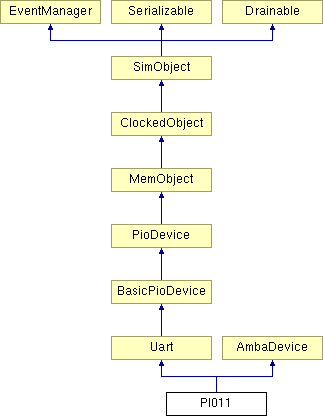 EventManager Serializable Drainable
SimObject
ClockedObject
MemObject
PioDevice
BasicPioDevice
Uart AmbaDevice
Pl011